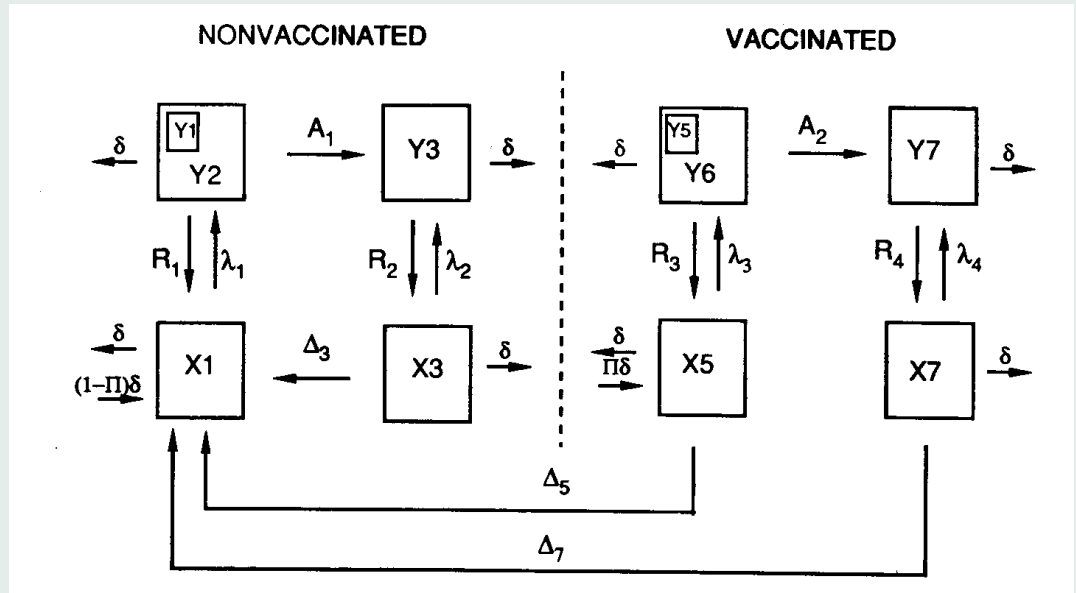 NONVACCINATED VACCINATED
Y1 Y2 A₁ Y3 δ δ
Y5 Y6 A₂ Y7 δ δ
R₁ λ₁ R₂ λ₂ R₃ λ₃ R₄ λ₄
δ (1−Π)δ X1 Δ₃ X3 δ
δ Πδ X5 X7 δ
Δ₅
Δ₇